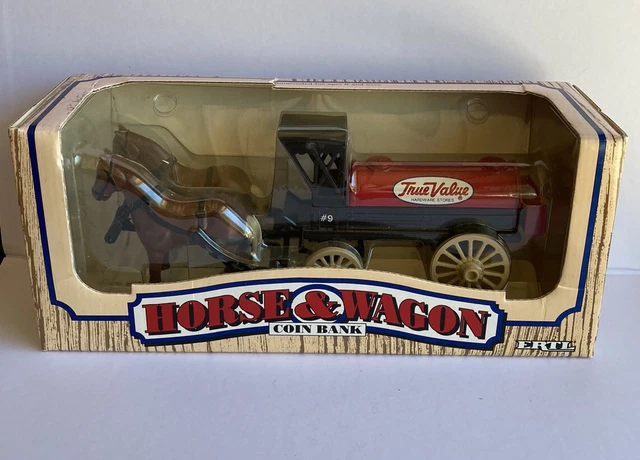 True Value
®
HARDWARE STORES
#9
HORSE & WAGON
COIN BANK
ERTL